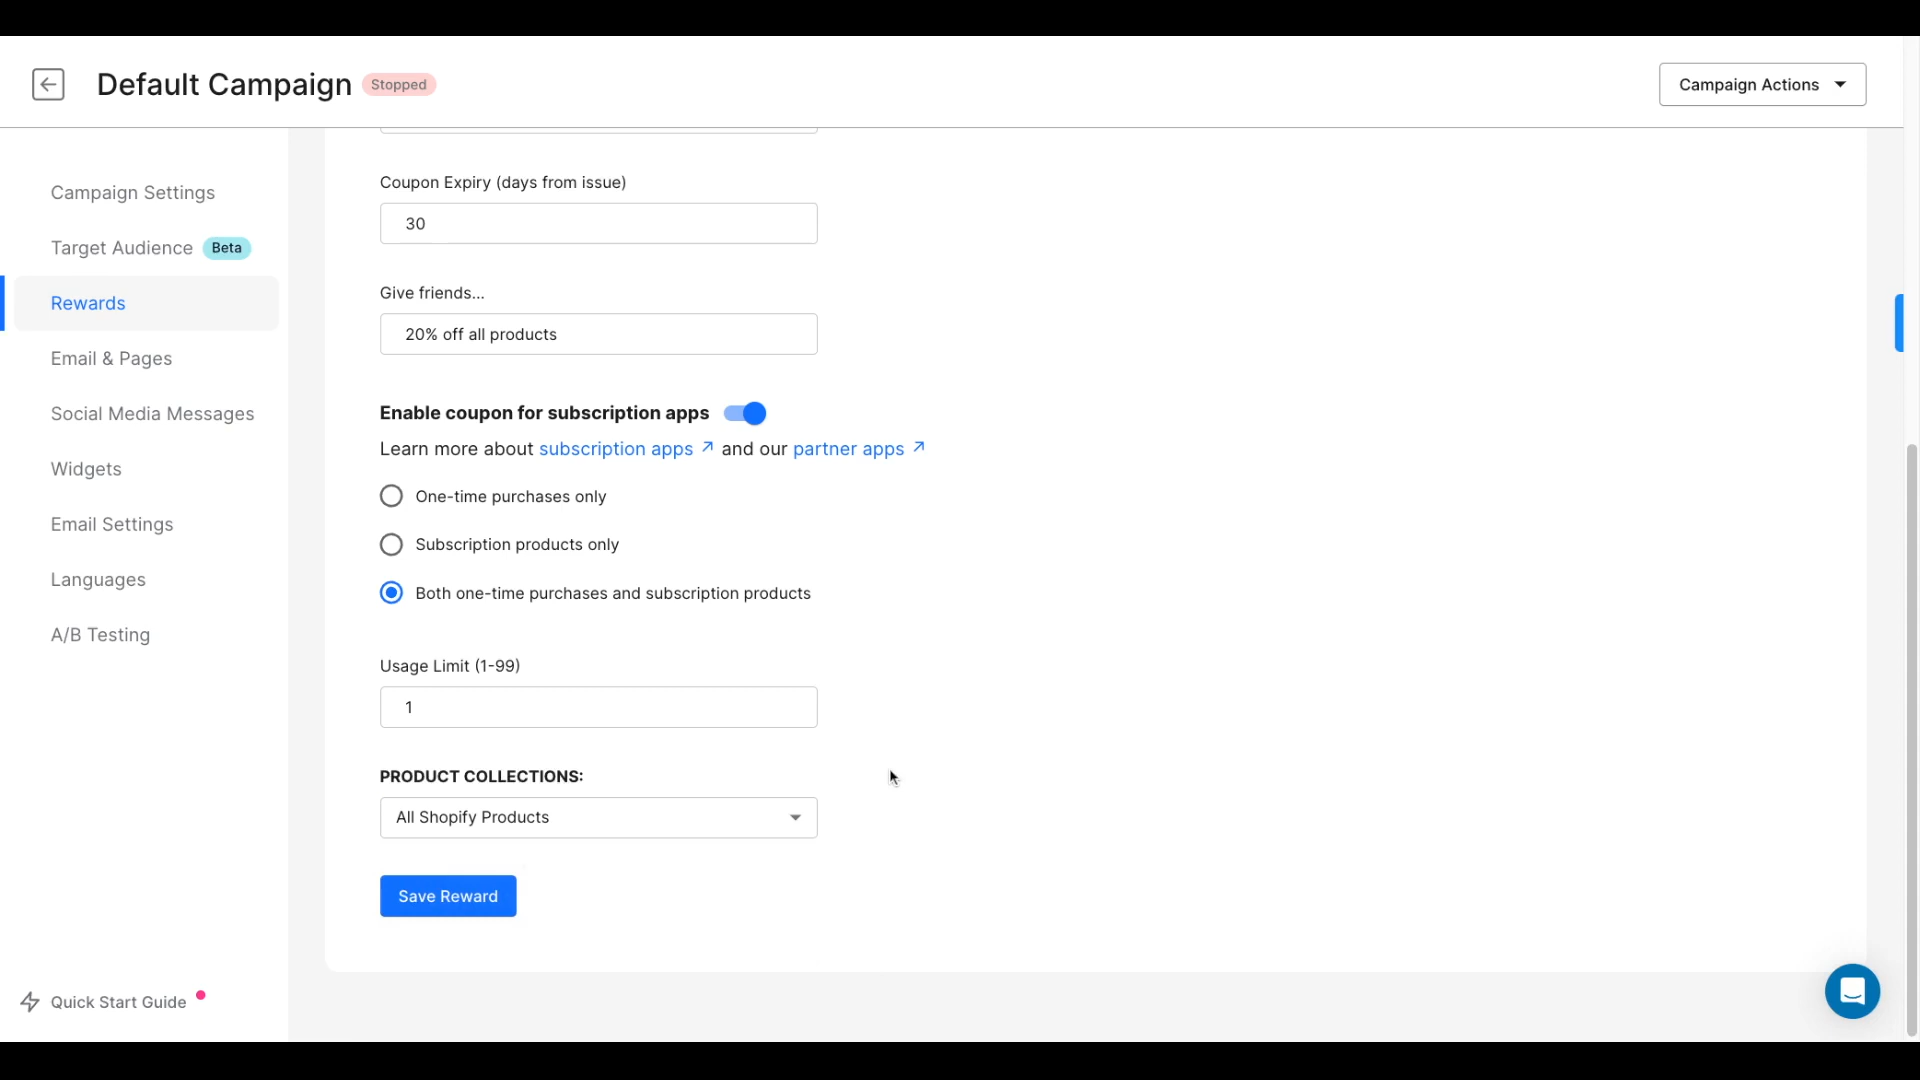 Default Campaign Stopped
Campaign Actions
Campaign Settings
Target Audience Beta
Rewards
Email & Pages
Social Media Messages
Widgets
Email Settings
Languages
A/B Testing
Quick Start Guide
Coupon Expiry (days from issue)
30
Give friends...
20% off all products
Enable coupon for subscription apps
Learn more about subscription apps ↗ and our partner apps ↗
One-time purchases only
Subscription products only
Both one-time purchases and subscription products
Usage Limit (1-99)
1
PRODUCT COLLECTIONS:
All Shopify Products
Save Reward